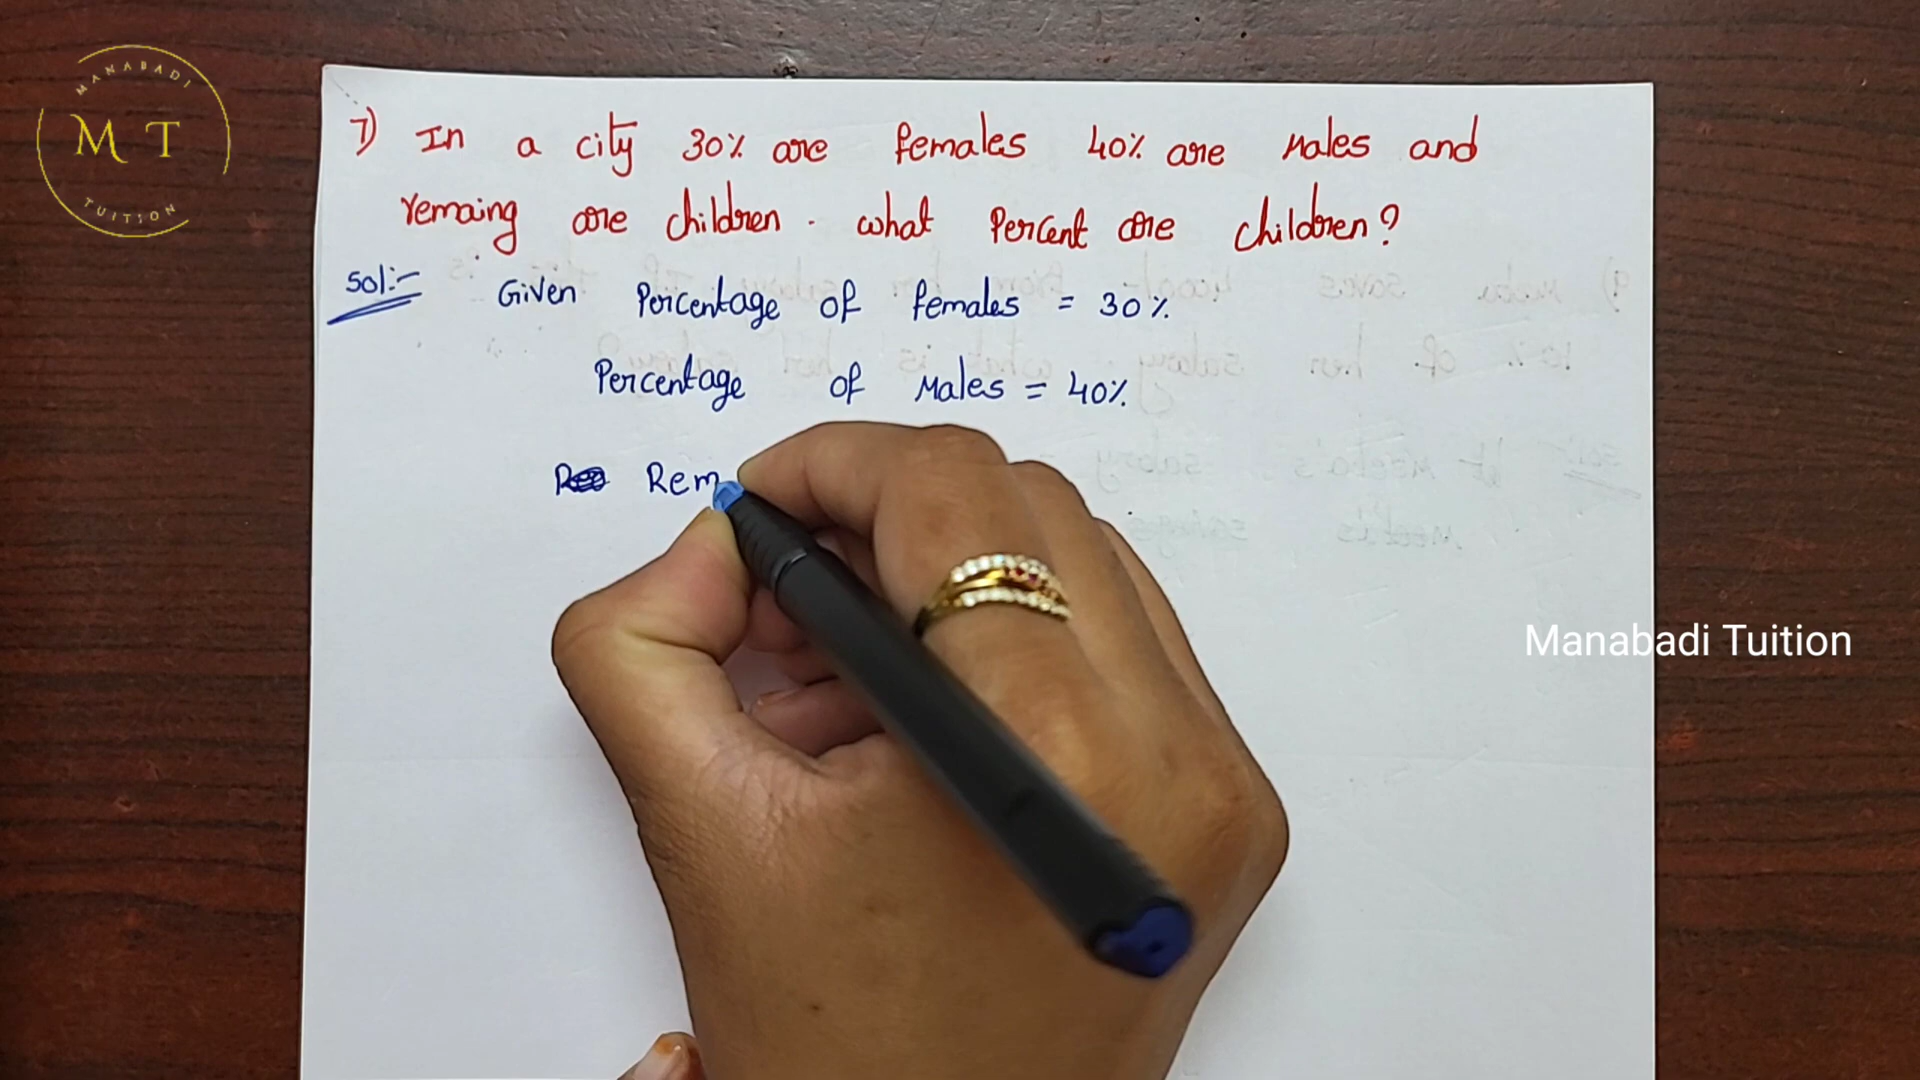 MANABADI
M T
TUITION
7) In a city 30% are females 40% are Males and
remaing are children. what Percent are children?
Sol:- Given Percentage of females = 30%
Percentage of Males = 40%
Rem
Manabadi Tuition